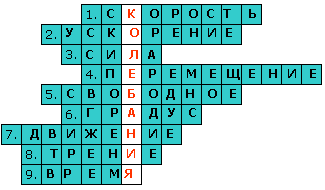 1. СКОРОСТЬ
2. УСКОРЕНИЕ
3. СИЛА
4. ПЕРЕМЕЩЕНИЕ
5. СВОБОДНОЕ
6. ГРАДУС
7. ДВИЖЕНИЕ
8. ТРЕНИЕ
9. ВРЕМЯ